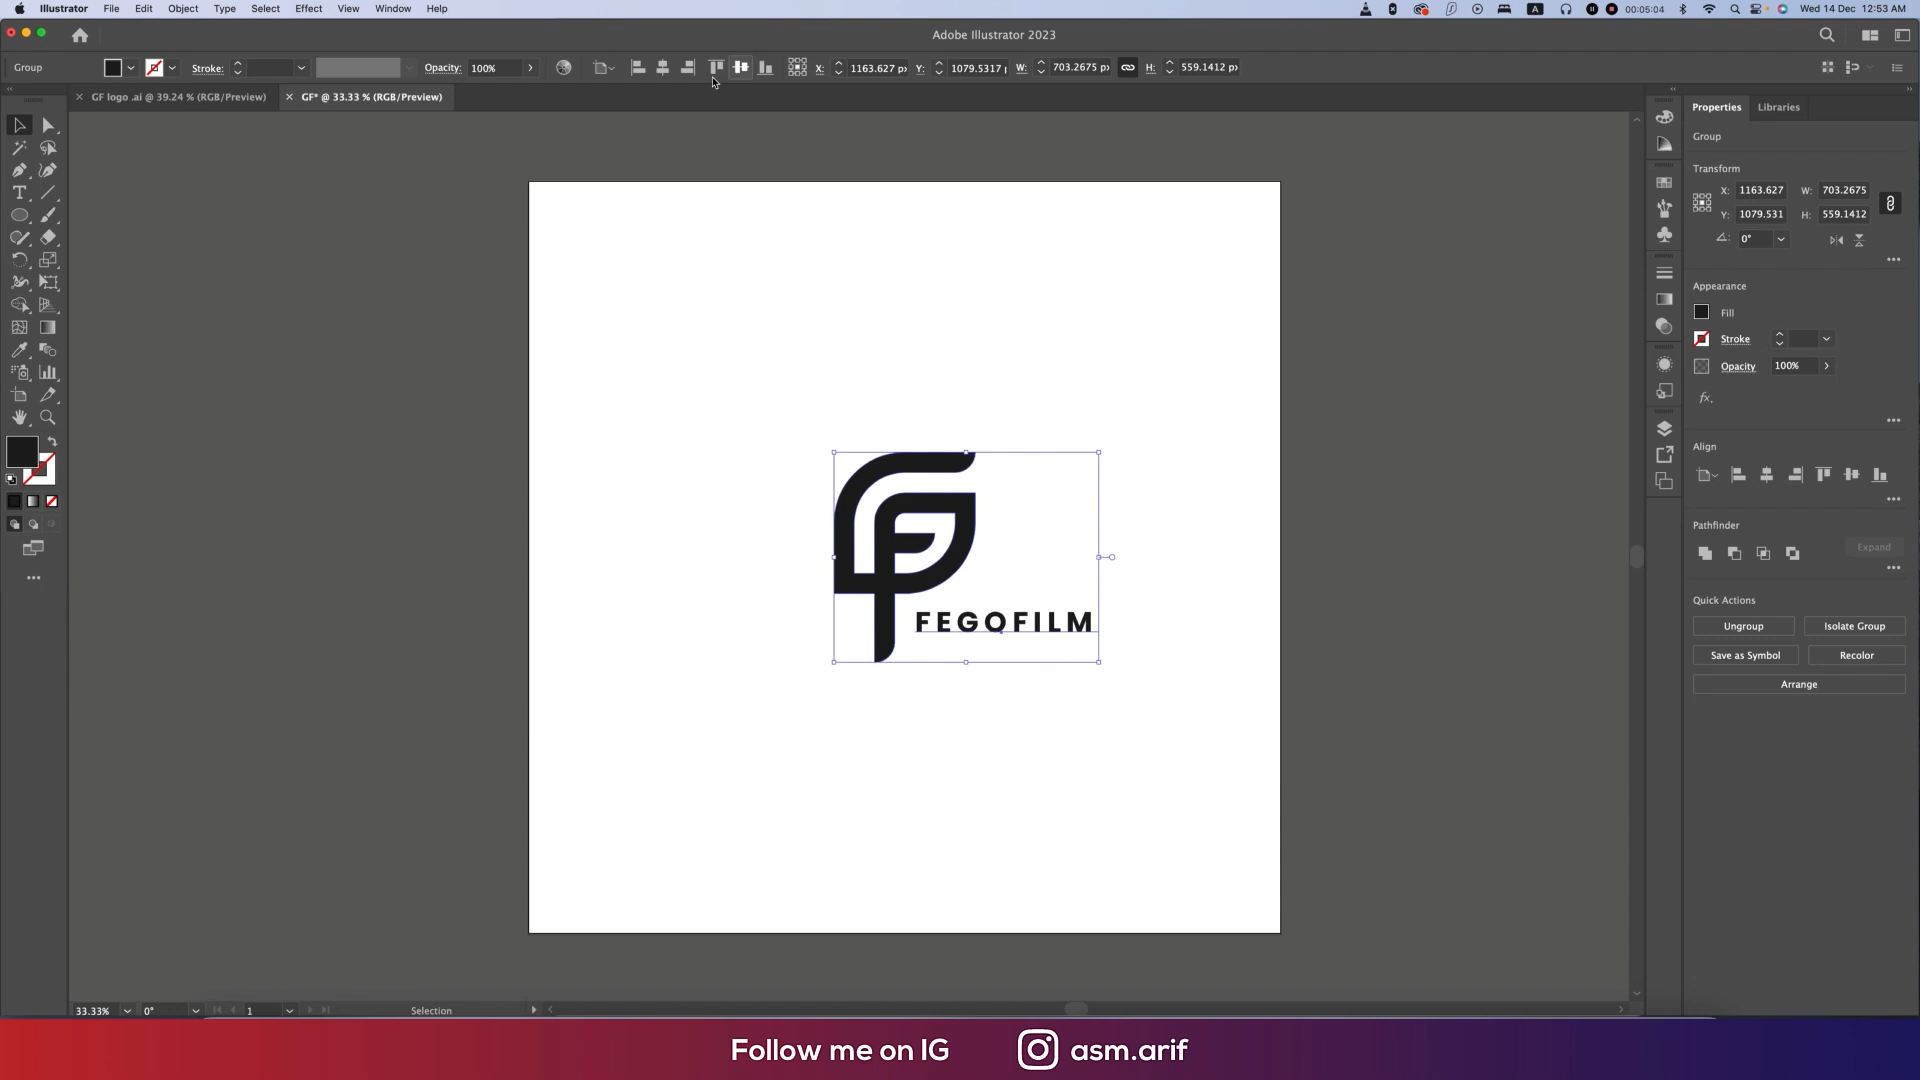 Illustrator File Edit Object Type Select Effect View Window Help
A 00:05:04 Wed 14 Dec 12:53 AM
Adobe Illustrator 2023
Group Stroke: Opacity: 100% X: 1163.627 px Y: 1079.5317 W: 703.2675 px H: 559.1412 px
GF logo .ai @ 39.24 % (RGB/Preview) GF* @ 33.33 % (RGB/Preview)
Properties Libraries
Group
Transform
X: 1163.627 W: 703.2675
Y: 1079.531 H: 559.1412
0°
Appearance
Fill
Stroke
Opacity 100%
fx.
Align
Pathfinder
Expand
Quick Actions
Ungroup Isolate Group
Save as Symbol Recolor
Arrange
FEGOFILM
33.33% 0° 1 Selection
Follow me on IG asm.arif